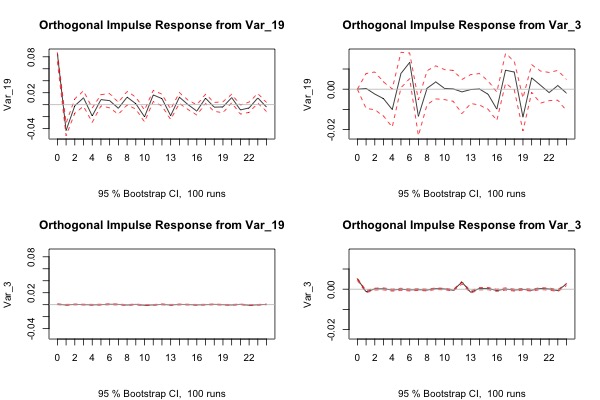 Orthogonal Impulse Response from Var_19
Var_19
0.08
0.02
-0.04
0 2 4 6 8 10 13 16 19 22
95 % Bootstrap CI, 100 runs
Orthogonal Impulse Response from Var_3
Var_19
0.00
-0.02
0 2 4 6 8 10 13 16 19 22
95 % Bootstrap CI, 100 runs
Orthogonal Impulse Response from Var_19
Var_3
0.08
0.02
-0.04
0 2 4 6 8 10 13 16 19 22
95 % Bootstrap CI, 100 runs
Orthogonal Impulse Response from Var_3
Var_3
0.00
-0.02
0 2 4 6 8 10 13 16 19 22
95 % Bootstrap CI, 100 runs